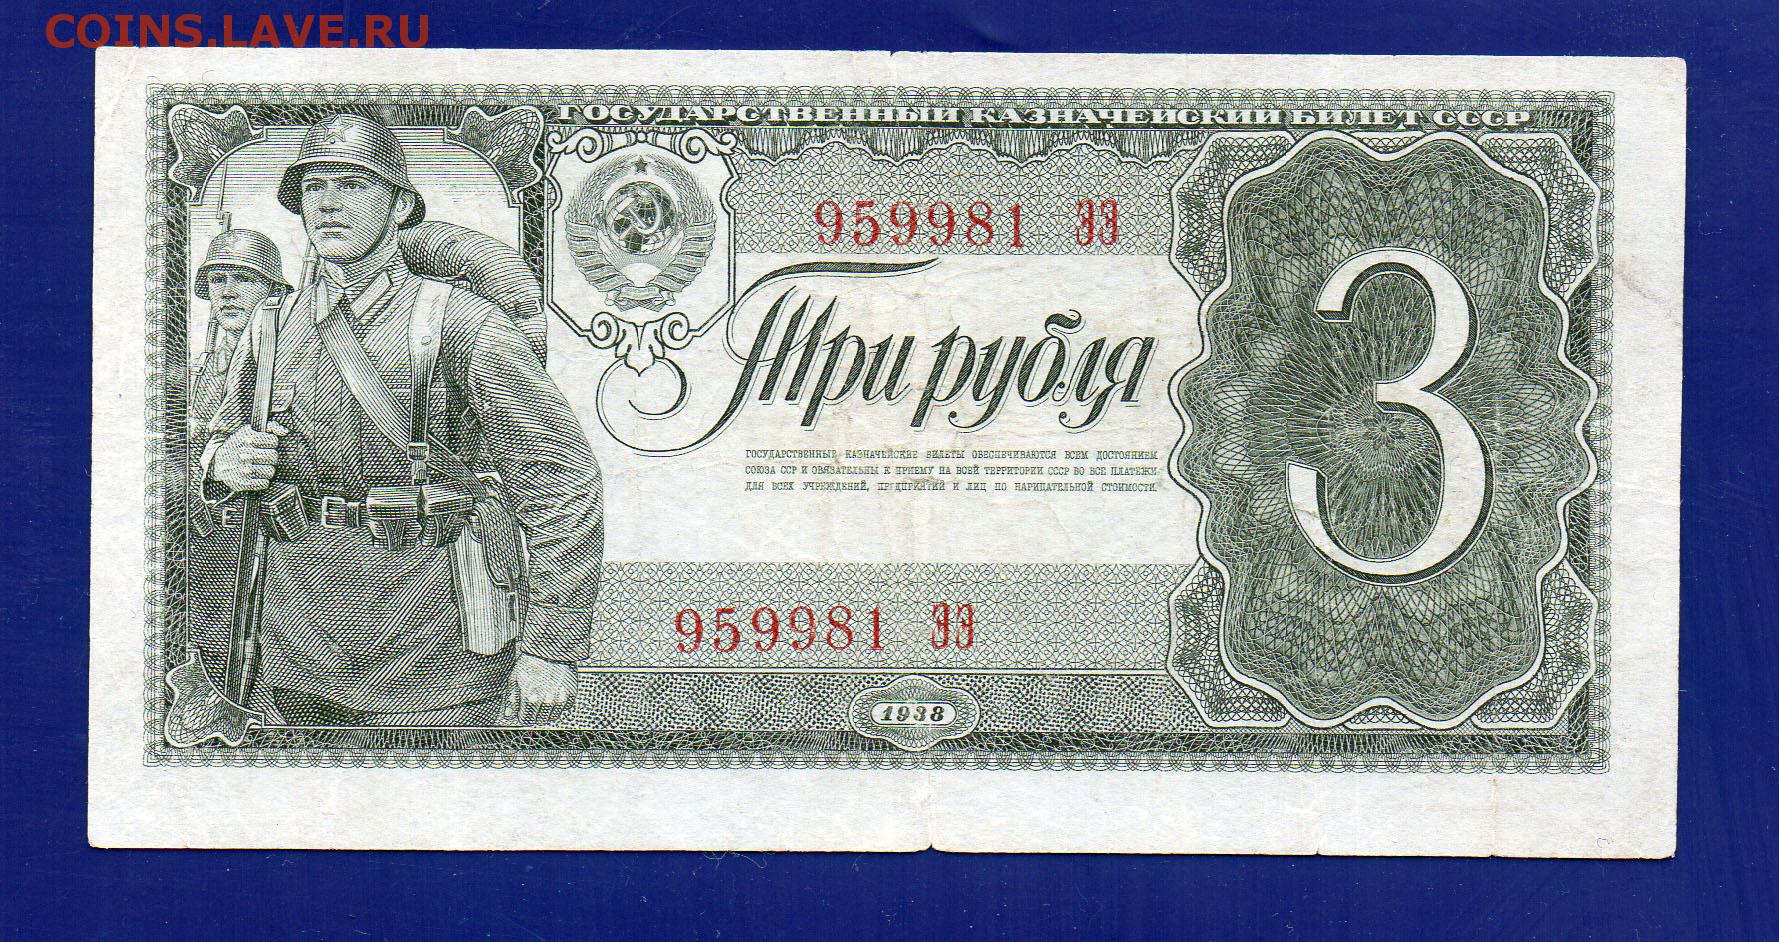 COINS.LAVE.RU
ГОСУДАРСТВЕННЫЙ КАЗНАЧЕЙСКИЙ БИЛЕТ СССР
959981 ЭЭ
Три рубля
3
ГОСУДАРСТВЕННЫЕ КАЗНАЧЕЙСКИЕ БИЛЕТЫ ОБЕСПЕЧИВАЮТСЯ ВСЕМ ДОСТОЯНИЕМ
СОЮЗА ССР И ОБЯЗАТЕЛЬНЫ К ПРИЕМУ НА ВСЕЙ ТЕРРИТОРИИ СССР ВО ВСЕ ПЛАТЕЖИ
ДЛЯ ВСЕХ УЧРЕЖДЕНИЙ, ПРЕДПРИЯТИЙ И ЛИЦ ПО НАРИЦАТЕЛЬНОЙ СТОИМОСТИ.
959981 ЭЭ
1938